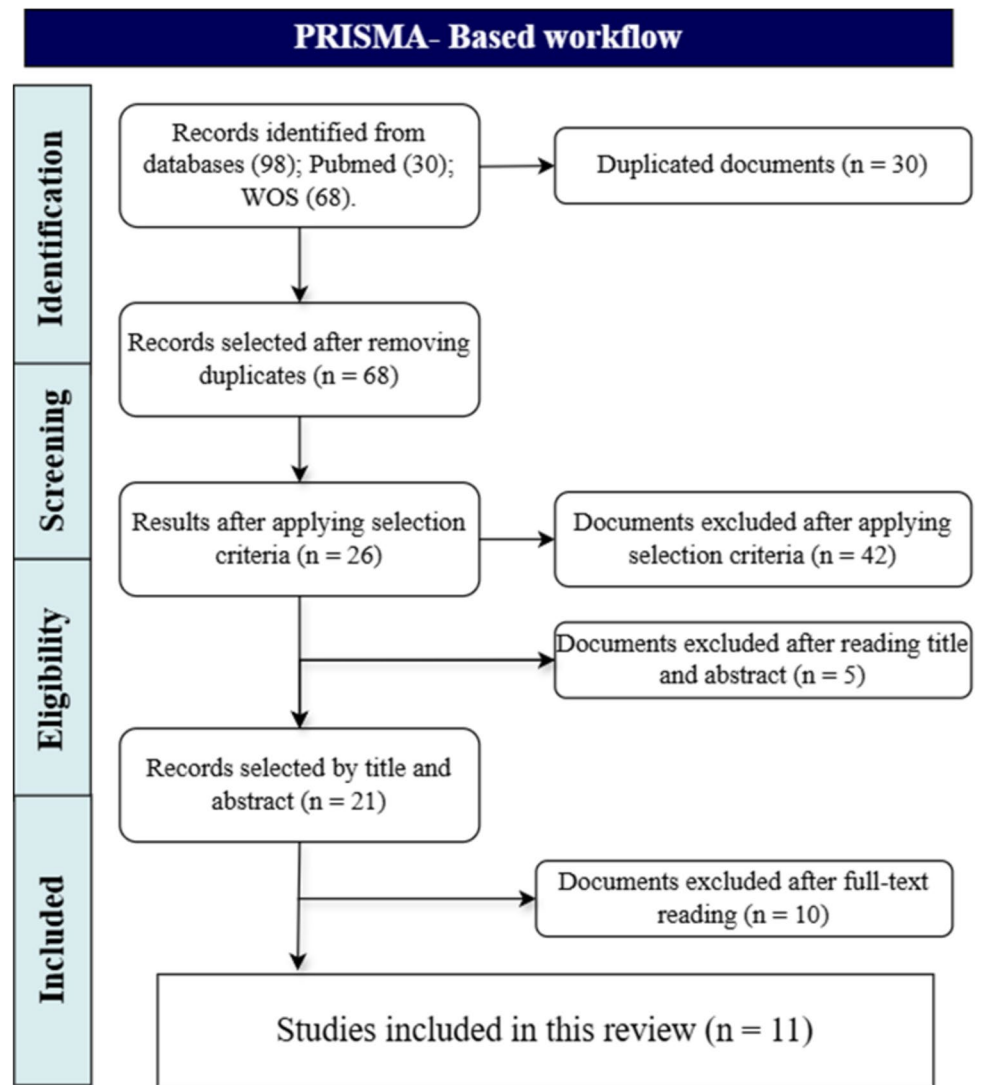 PRISMA- Based workflow
Identification
Records identified from
databases (98); Pubmed (30);
WOS (68).
Duplicated documents (n = 30)
Records selected after removing
duplicates (n = 68)
Screening
Results after applying selection
criteria (n = 26)
Documents excluded after applying
selection criteria (n = 42)
Eligibility
Documents excluded after reading title
and abstract (n = 5)
Records selected by title and
abstract (n = 21)
Included
Documents excluded after full-text
reading (n = 10)
Studies included in this review (n = 11)